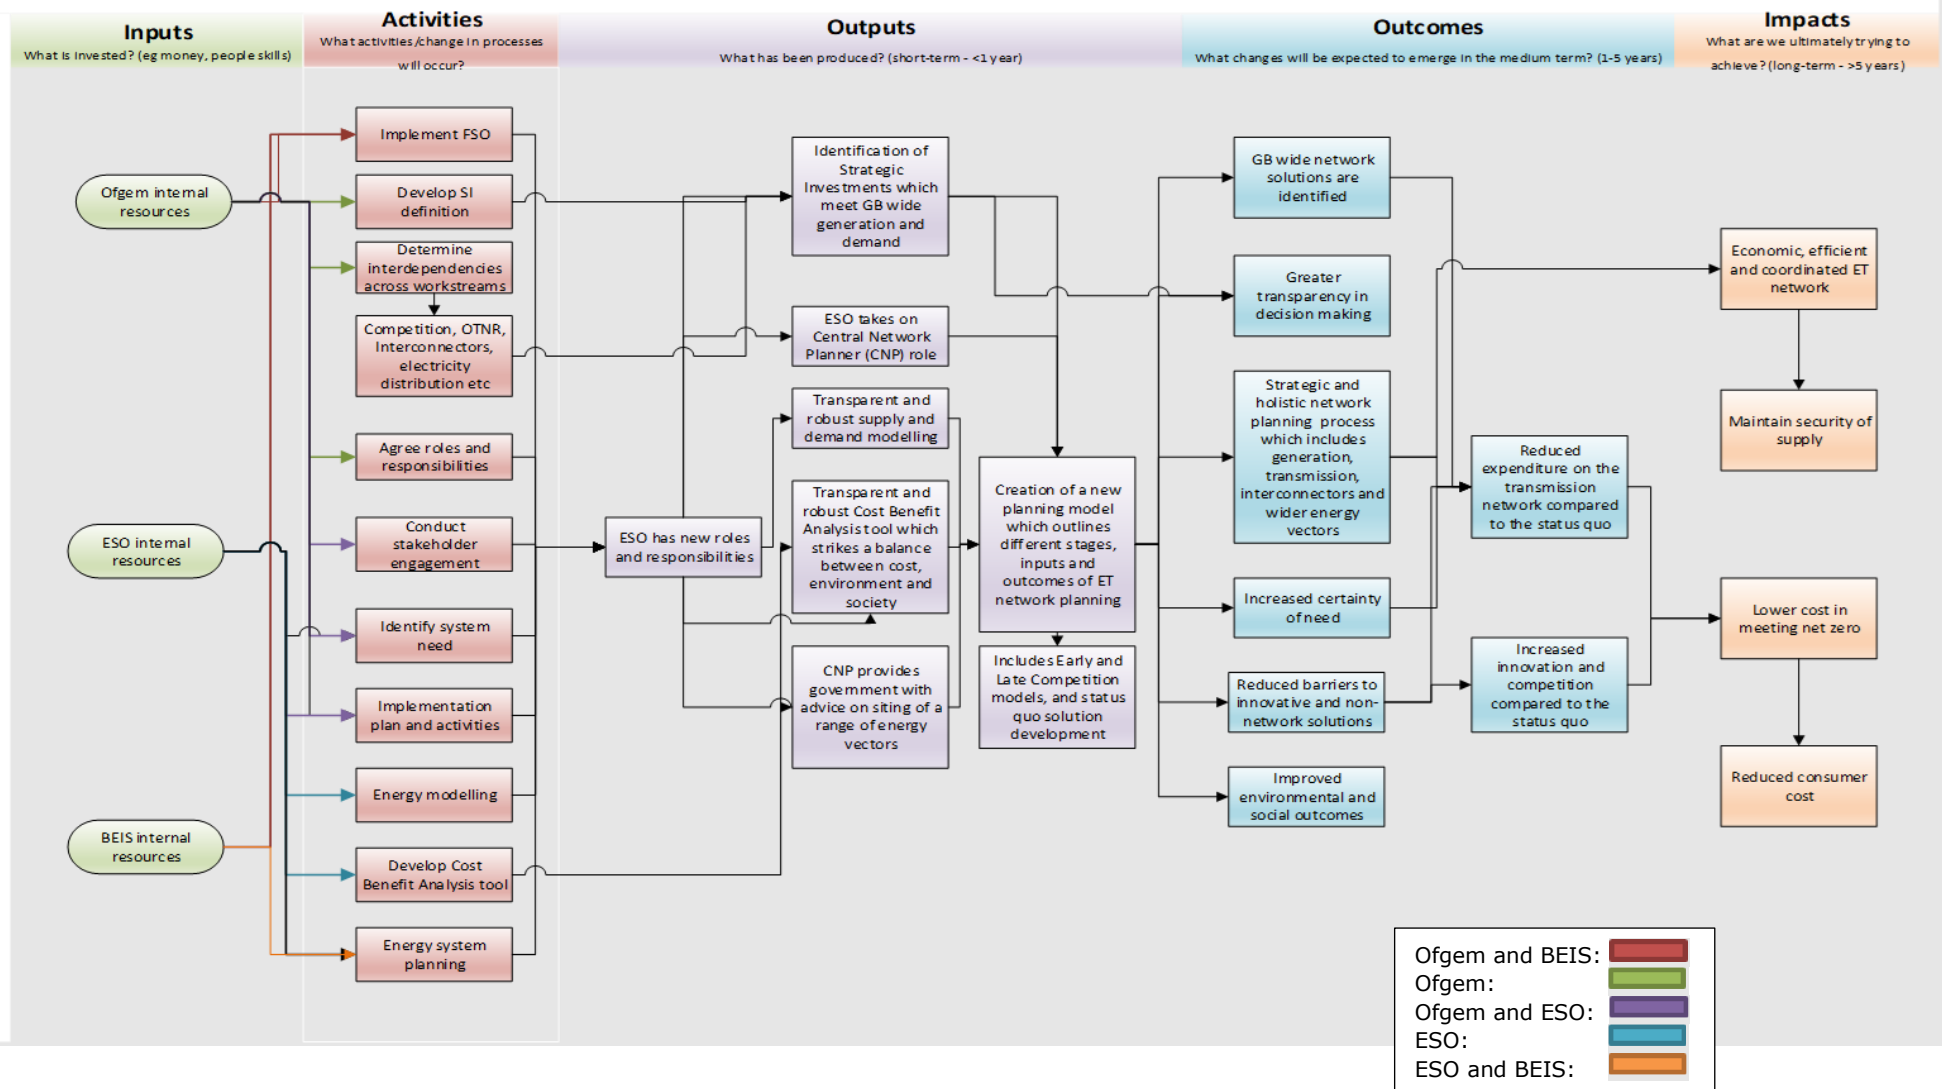 Inputs
What is invested? (eg money, people skills)
Activities
What activities/change in processes
will occur?
Outputs
What has been produced? (short-term - <1 year)
Outcomes
What changes will be expected to emerge in the medium term? (1-5 years)
Impacts
What are we ultimately trying to
achieve? (long-term - >5 years)
Ofgem internal
resources
ESO internal
resources
BEIS internal
resources
Implement FSO
Develop SI
definition
Determine
interdependencies
across workstreams
Competition, OTNR,
Interconnectors,
electricity
distribution etc
Agree roles and
responsibilities
Conduct
stakeholder
engagement
Identify system
need
Implementation
plan and activities
Energy modelling
Develop Cost
Benefit Analysis tool
Energy system
planning
ESO has new roles
and responsibilities
Identification of
Strategic
Investments which
meet GB wide
generation and
demand
ESO takes on
Central Network
Planner (CNP) role
Transparent and
robust supply and
demand modelling
Transparent and
robust Cost Benefit
Analysis tool which
strikes a balance
between cost,
environment and
society
CNP provides
government with
advice on siting of a
range of energy
vectors
Creation of a new
planning model
which outlines
different stages,
inputs and
outcomes of ET
network planning
Includes Early and
Late Competition
models, and status
quo solution
development
GB wide network
solutions are
identified
Greater
transparency in
decision making
Strategic and
holistic network
planning process
which includes
generation,
transmission,
interconnectors and
wider energy
vectors
Increased certainty
of need
Reduced barriers to
innovative and non-
network solutions
Improved
environmental and
social outcomes
Reduced
expenditure on the
transmission
network compared
to the status quo
Increased
innovation and
competition
compared to the
status quo
Economic, efficient
and coordinated ET
network
Maintain security of
supply
Lower cost in
meeting net zero
Reduced consumer
cost
Ofgem and BEIS:
Ofgem:
Ofgem and ESO:
ESO:
ESO and BEIS: